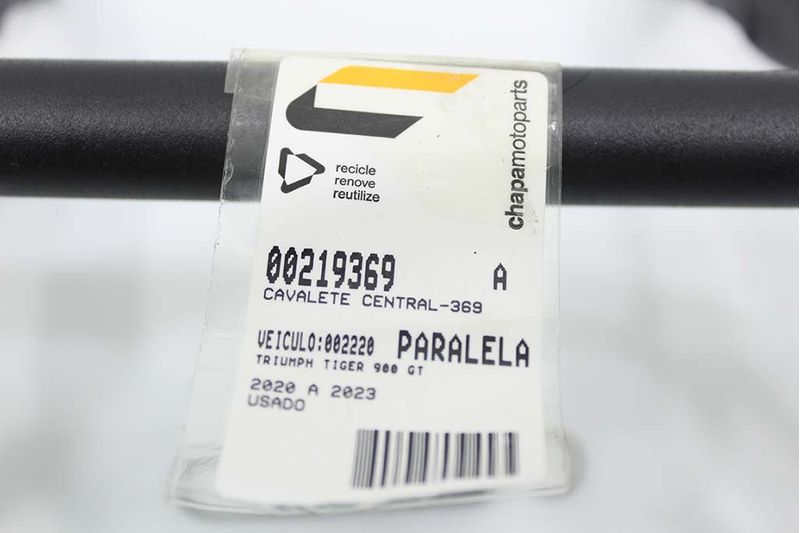 chapamotoparts
recicle
renove
reutilize
00219369 A
CAVALETE CENTRAL-369
VEICULO:002220 PARALELA
TRIUMPH TIGER 900 GT
2020 A 2023
USADO